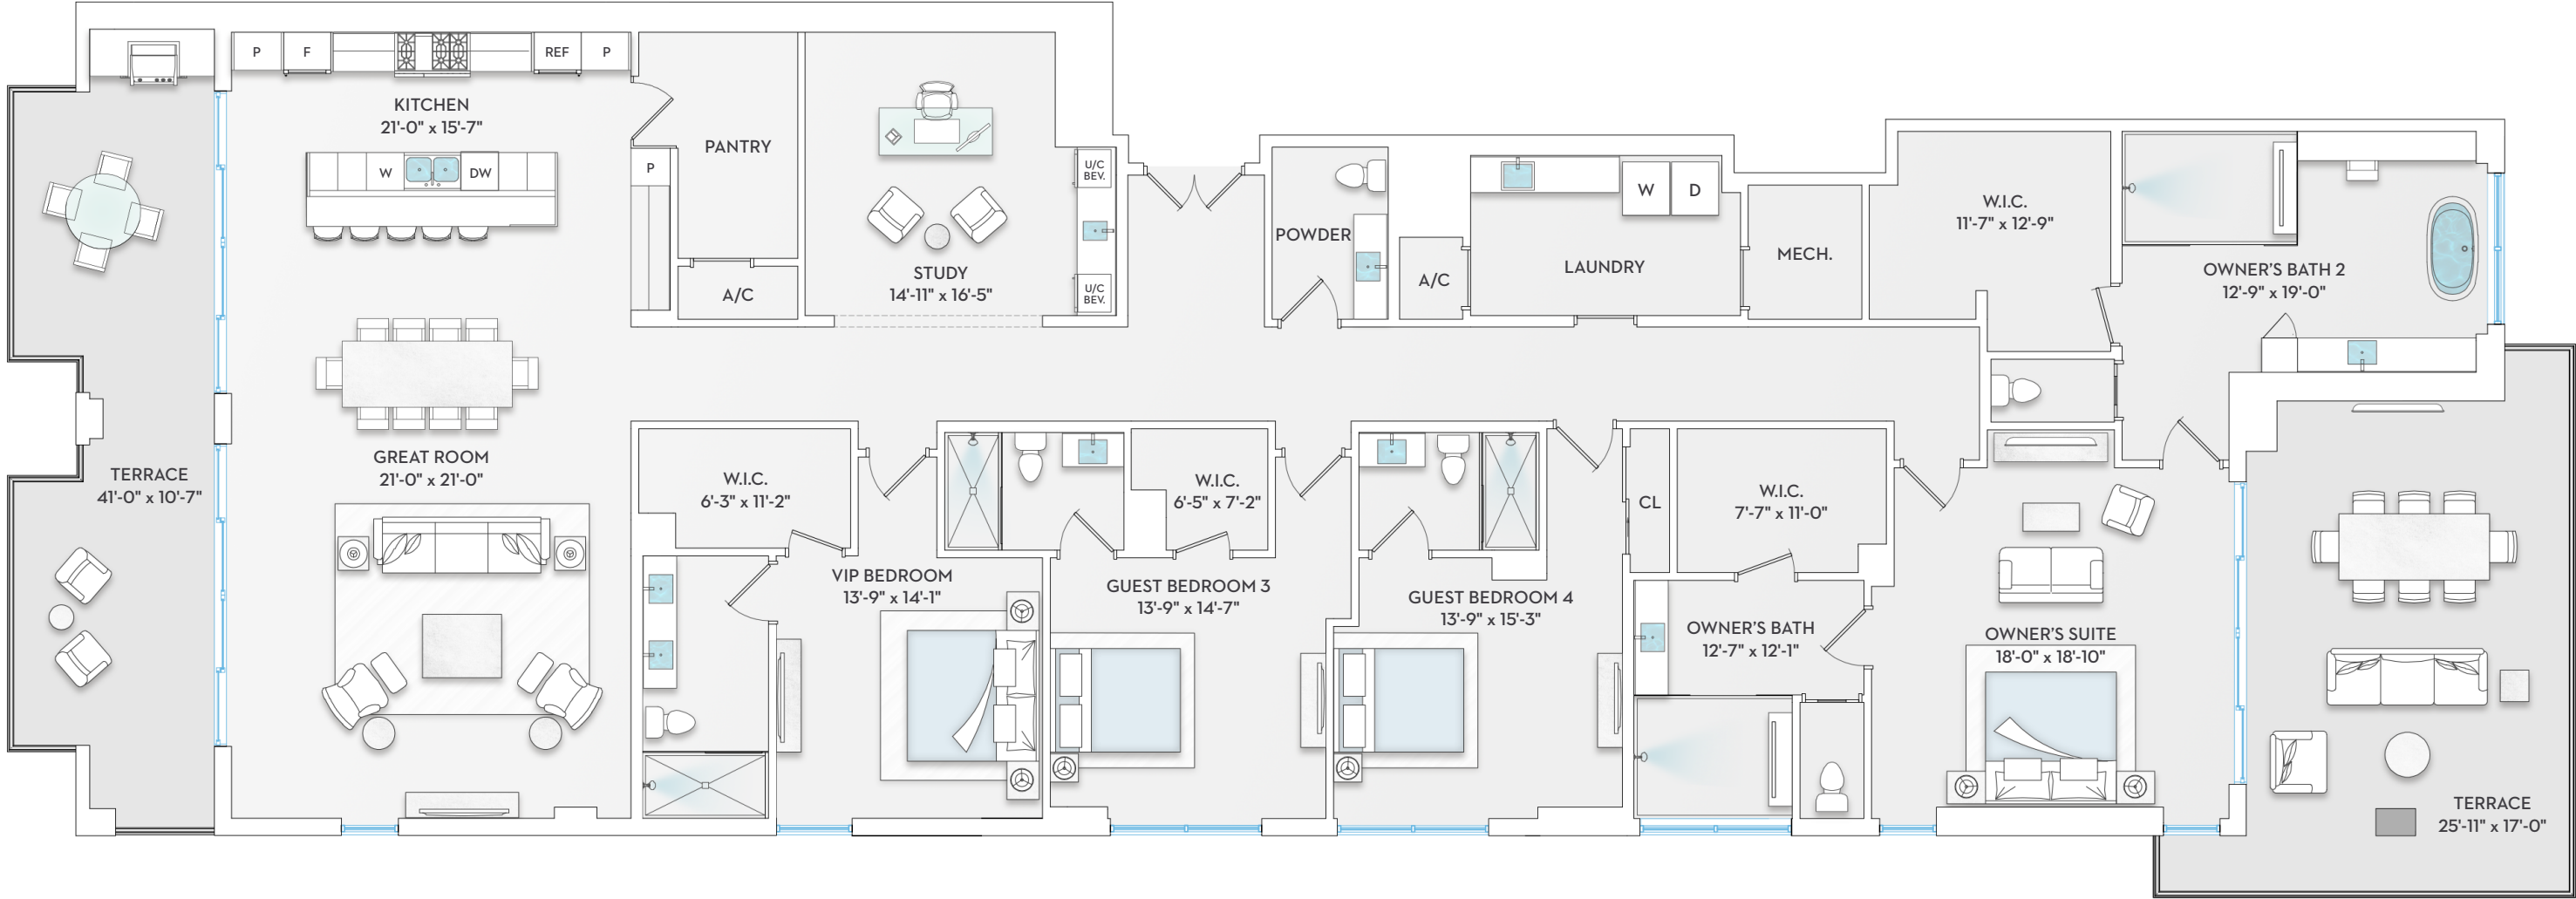 P
F
REF
P
KITCHEN
21'-0" x 15'-7"
W
DW
P
PANTRY
A/C
U/C
BEV.
U/C
BEV.
STUDY
14'-11" x 16'-5"
POWDER
A/C
W
D
LAUNDRY
MECH.
W.I.C.
11'-7" x 12'-9"
OWNER'S BATH 2
12'-9" x 19'-0"
TERRACE
41'-0" x 10'-7"
GREAT ROOM
21'-0" x 21'-0"
W.I.C.
6'-3" x 11'-2"
VIP BEDROOM
13'-9" x 14'-1"
W.I.C.
6'-5" x 7'-2"
GUEST BEDROOM 3
13'-9" x 14'-7"
GUEST BEDROOM 4
13'-9" x 15'-3"
CL
W.I.C.
7'-7" x 11'-0"
OWNER'S BATH
12'-7" x 12'-1"
OWNER'S SUITE
18'-0" x 18'-10"
TERRACE
25'-11" x 17'-0"